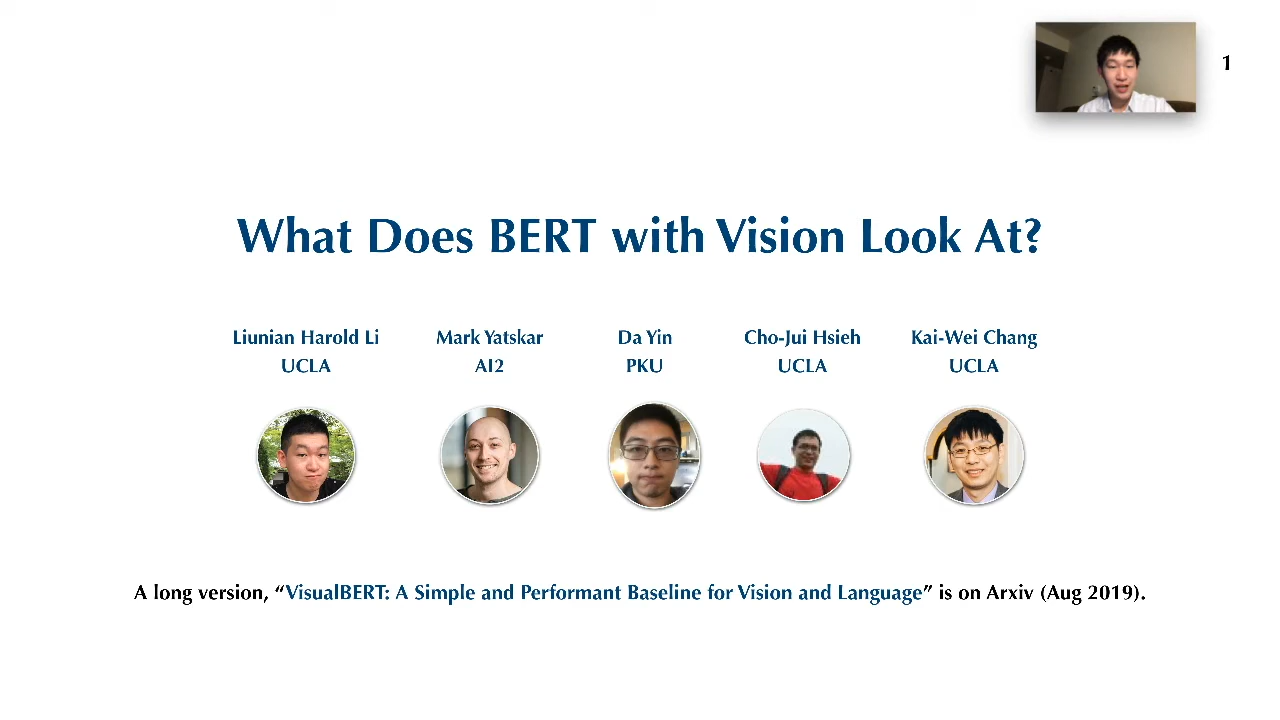 1
What Does BERT with Vision Look At?
Liunian Harold Li Mark Yatskar Da Yin Cho-Jui Hsieh Kai-Wei Chang
UCLA AI2 PKU UCLA UCLA
A long version, “VisualBERT: A Simple and Performant Baseline for Vision and Language” is on Arxiv (Aug 2019).